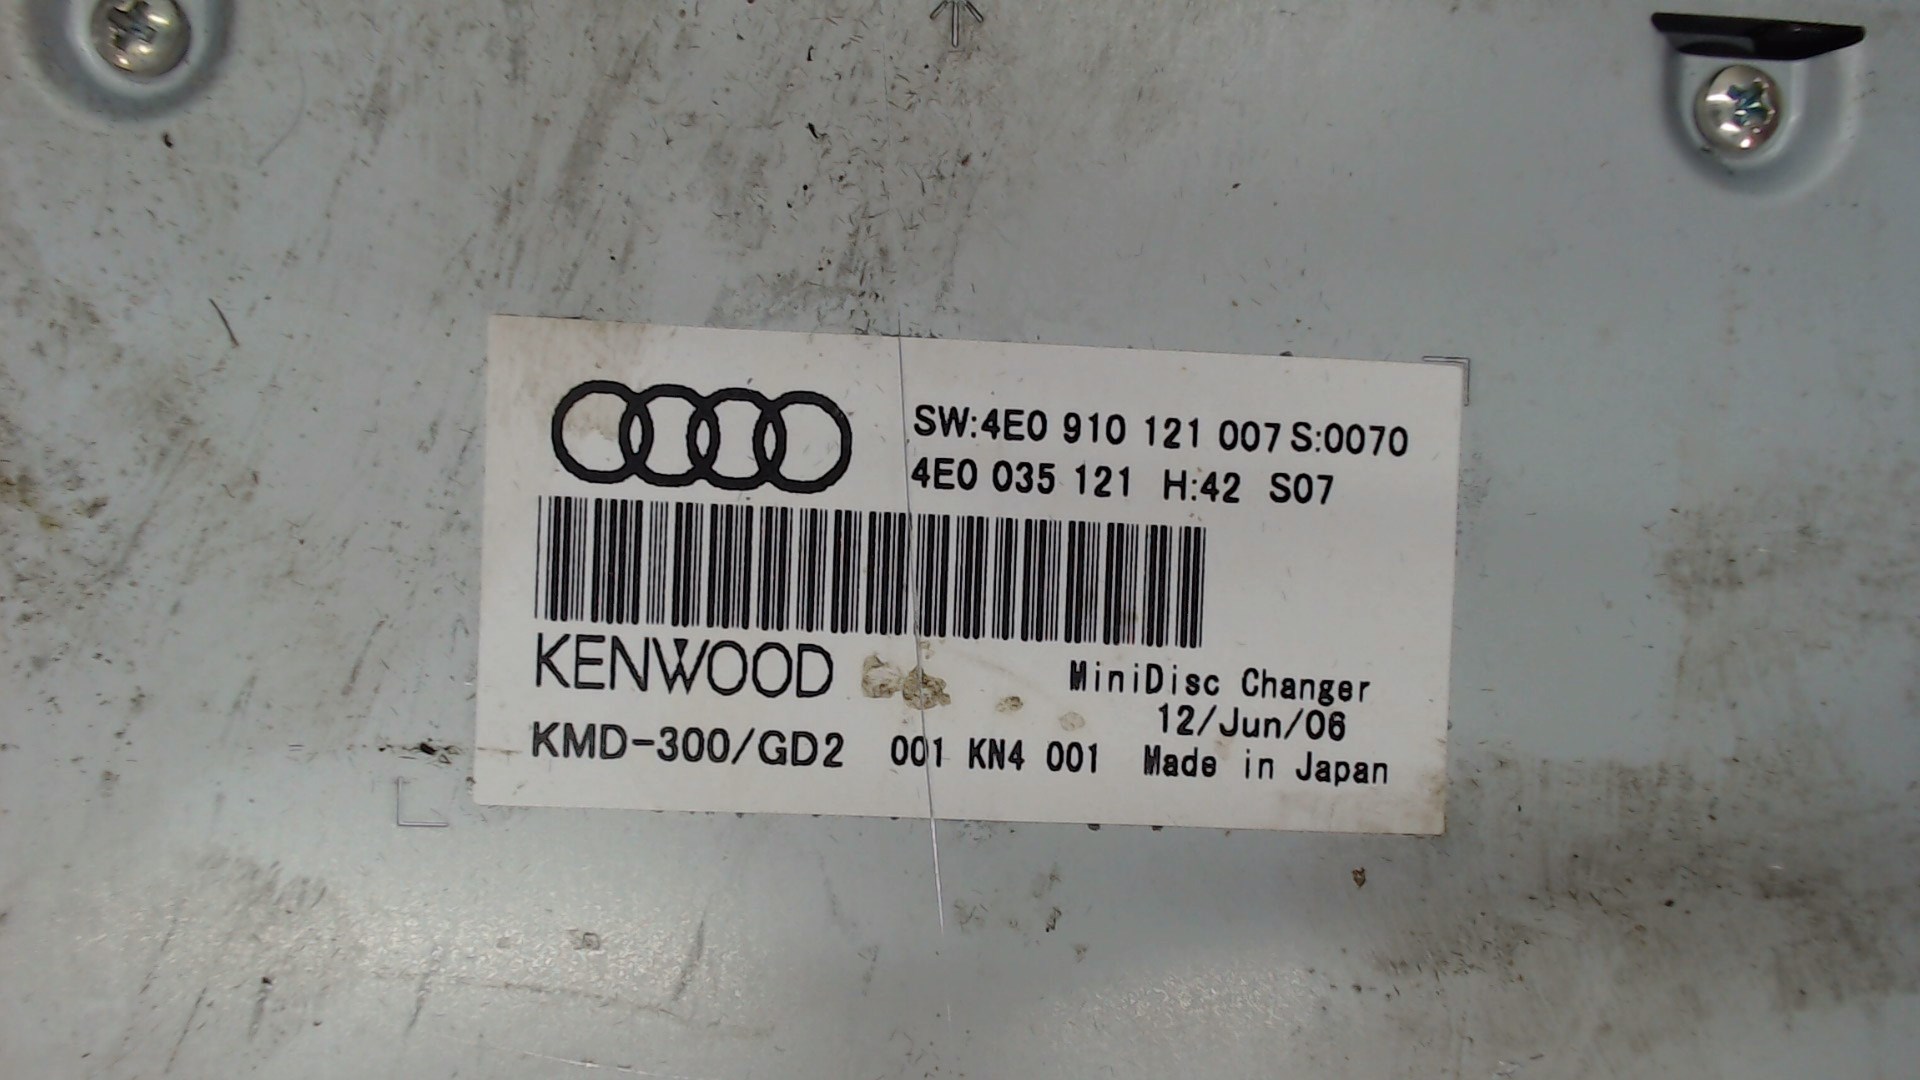 SW:4E0 910 121 007 S:0070
4E0 035 121 H:42 S07
KENWOOD
MiniDisc Changer
12/Jun/06
KMD-300/GD2 001 KN4 001 Made in Japan